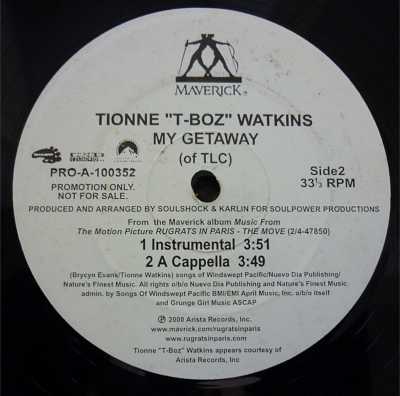 MAVERICK
TIONNE "T-BOZ" WATKINS
MY GETAWAY
(of TLC)
PRO-A-100352
PROMOTION ONLY.
NOT FOR SALE.
Side2
33⅓ RPM
PRODUCED AND ARRANGED BY SOULSHOCK & KARLIN FOR SOULPOWER PRODUCTIONS
From the Maverick album Music From
The Motion Picture RUGRATS IN PARIS - THE MOVE (2/4-47850)
1 Instrumental 3:51
2 A Cappella 3:49
(Brycyn Evans/Tionne Watkins) songs of Windswept Pacific/Nuevo Dia Publishing/
Nature's Finest Music. All rights o/b/o Nuevo Dia Publishing and Nature's Finest Music
admin. by Songs Of Windswept Pacific BMI/EMI April Music, Inc. o/b/o itself
and Grunge Girl Music ASCAP
℗ 2000 Arista Records, Inc.
www.mavrick.com/rugratsinparis
www.rugratsinparis.com
Tionne "T-Boz" Watkins appears courtesy of
Arista Records, Inc